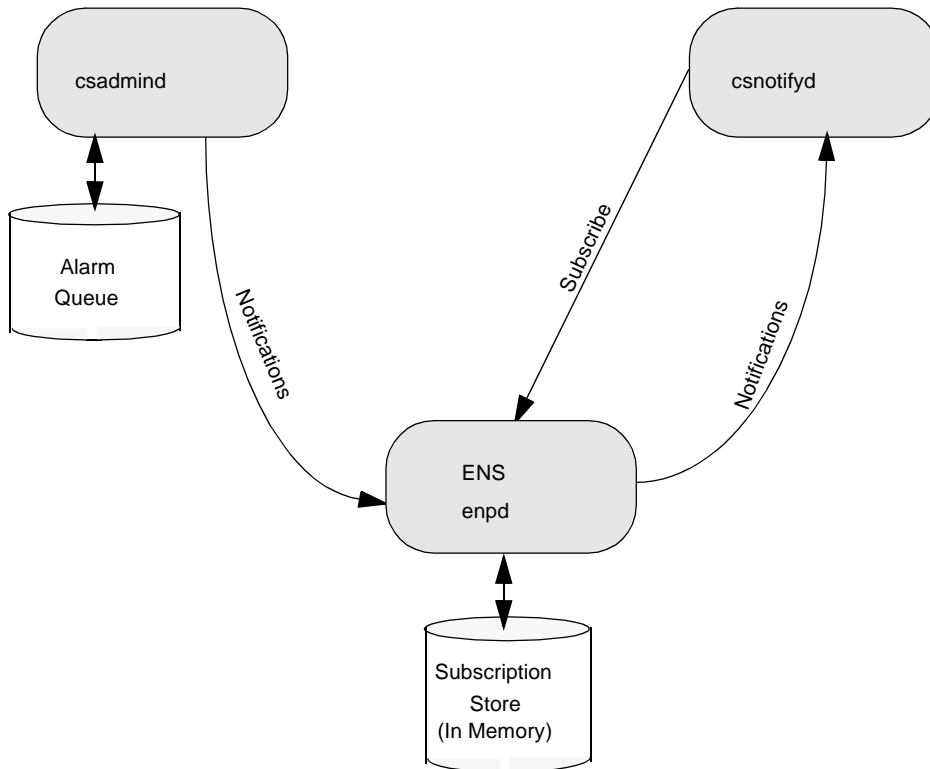 csadmind
csnotifyd
Alarm
Queue
Subscribe
Notifications
Notifications
ENS
enpd
Subscription
Store
(In Memory)